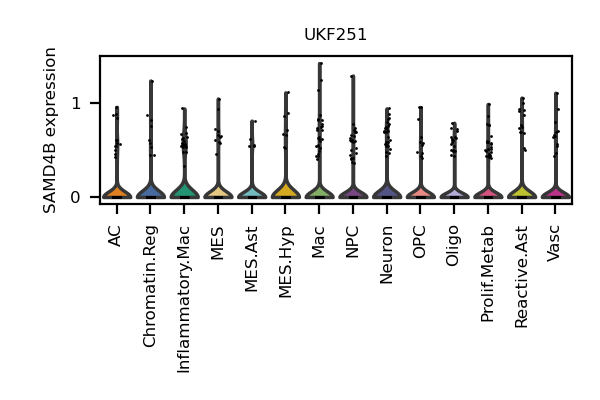 UKF251
SAMD4B expression
1
0
AC
Chromatin.Reg
Inflammatory.Mac
MES
MES.Ast
MES.Hyp
Mac
NPC
Neuron
OPC
Oligo
Prolif.Metab
Reactive.Ast
Vasc